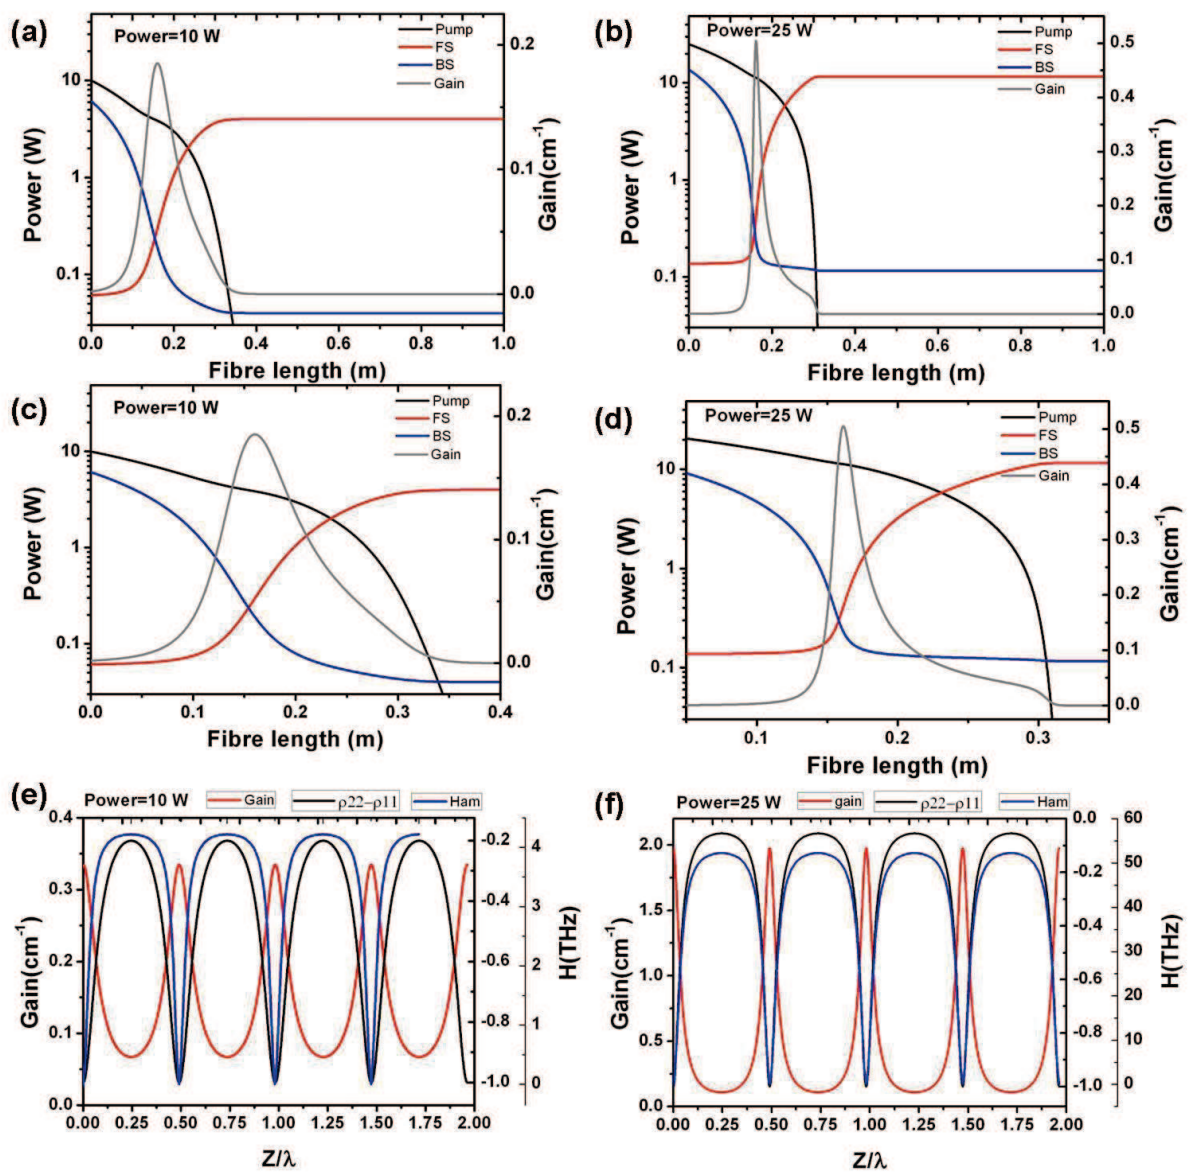 (a)
Power=10 W
Pump
FS
BS
Gain
Power (W)
10
1
0.1
Gain(cm-1)
0.2
0.1
0.0
0.0 0.2 0.4 0.6 0.8 1.0
Fibre length (m)
(b)
Power=25 W
Pump
FS
BS
Gain
Power (W)
10
1
0.1
Gain(cm-1)
0.5
0.4
0.3
0.2
0.1
0.0
0.0 0.2 0.4 0.6 0.8 1.0
Fibre length (m)
(c)
Power=10 W
Pump
FS
BS
Gain
Power (W)
10
1
0.1
Gain(cm-1)
0.2
0.1
0.0
0.0 0.1 0.2 0.3 0.4
Fibre length (m)
(d)
Power=25 W
Pump
FS
BS
Gain
Power (W)
10
1
0.1
Gain(cm-1)
0.5
0.4
0.3
0.2
0.1
0.0
0.1 0.2 0.3
Fibre length (m)
(e)
Power=10 W
Gain
ρ22−ρ11
Ham
Gain(cm-1)
0.4
0.3
0.2
0.1
0.0
-0.2
-0.4
-0.6
-0.8
-1.0
4
3
2
1
0
H(THz)
0.00 0.25 0.50 0.75 1.00 1.25 1.50 1.75 2.00
Z/λ
(f)
Power=25 W
gain
ρ22−ρ11
Ham
Gain(cm-1)
2.0
1.5
1.0
0.5
0.0
0.0
-0.2
-0.4
-0.6
-0.8
-1.0
60
50
40
30
20
10
0
H(THz)
0.00 0.25 0.50 0.75 1.00 1.25 1.50 1.75 2.00
Z/λ